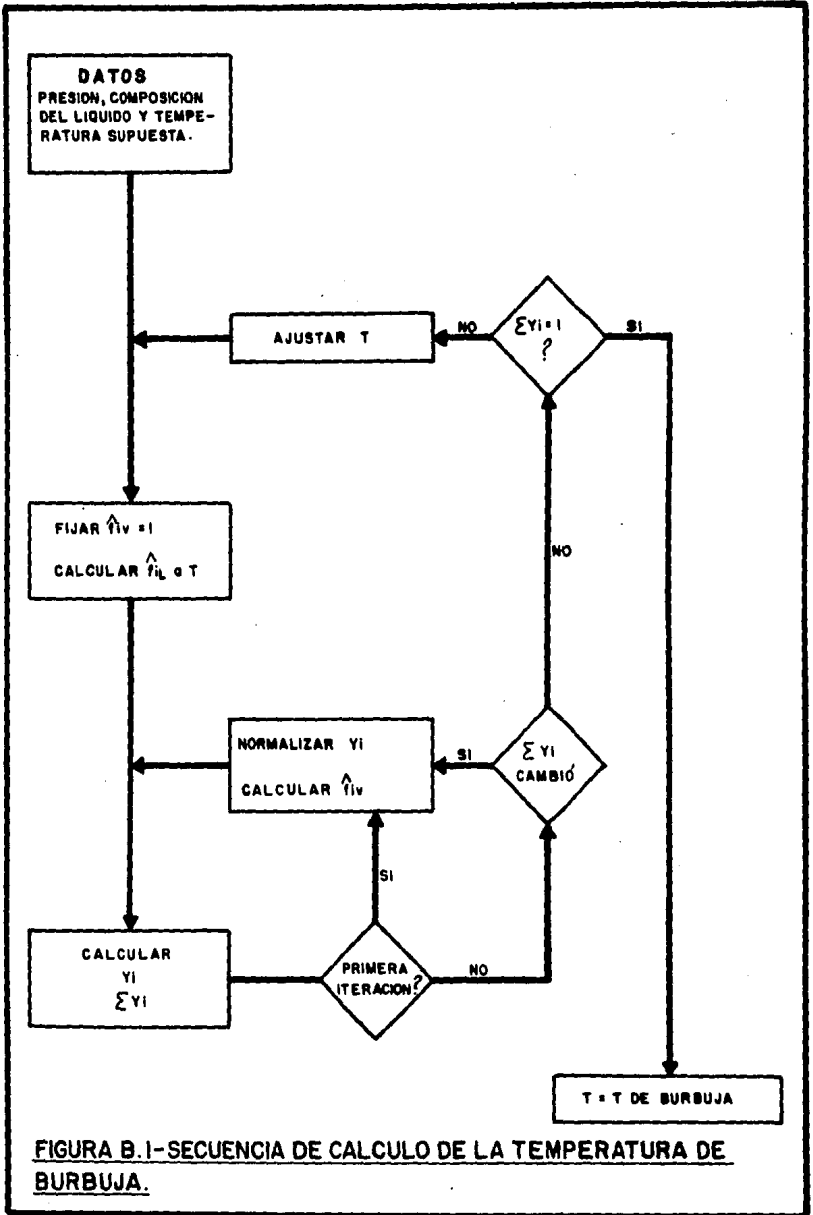 DATOS
PRESION, COMPOSICION
DEL LIQUIDO Y TEMPE-
RATURA SUPUESTA.
AJUSTAR T
NO
ΣYi=1
?
SI
FIJAR f̂iv = 1
CALCULAR f̂iL a T
NO
NORMALIZAR Yi
CALCULAR f̂iv
SI
ΣYi
CAMBIÓ
SI
CALCULAR
Yi
ΣYi
PRIMERA
ITERACION?
NO
T = T DE BURBUJA
FIGURA B.1-SECUENCIA DE CALCULO DE LA TEMPERATURA DE
BURBUJA.